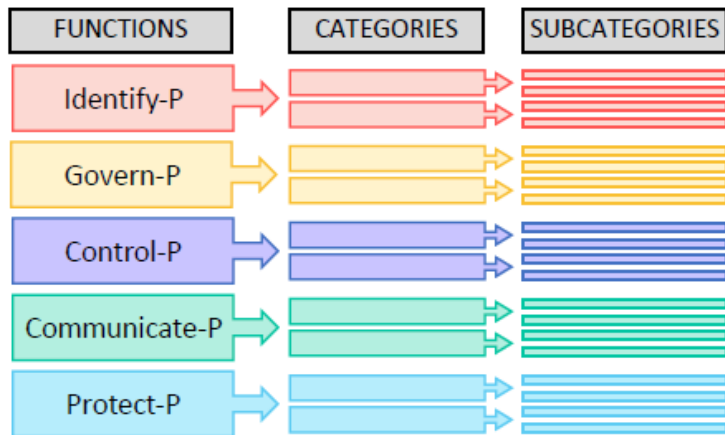 FUNCTIONS
CATEGORIES
SUBCATEGORIES
Identify-P
Govern-P
Control-P
Communicate-P
Protect-P